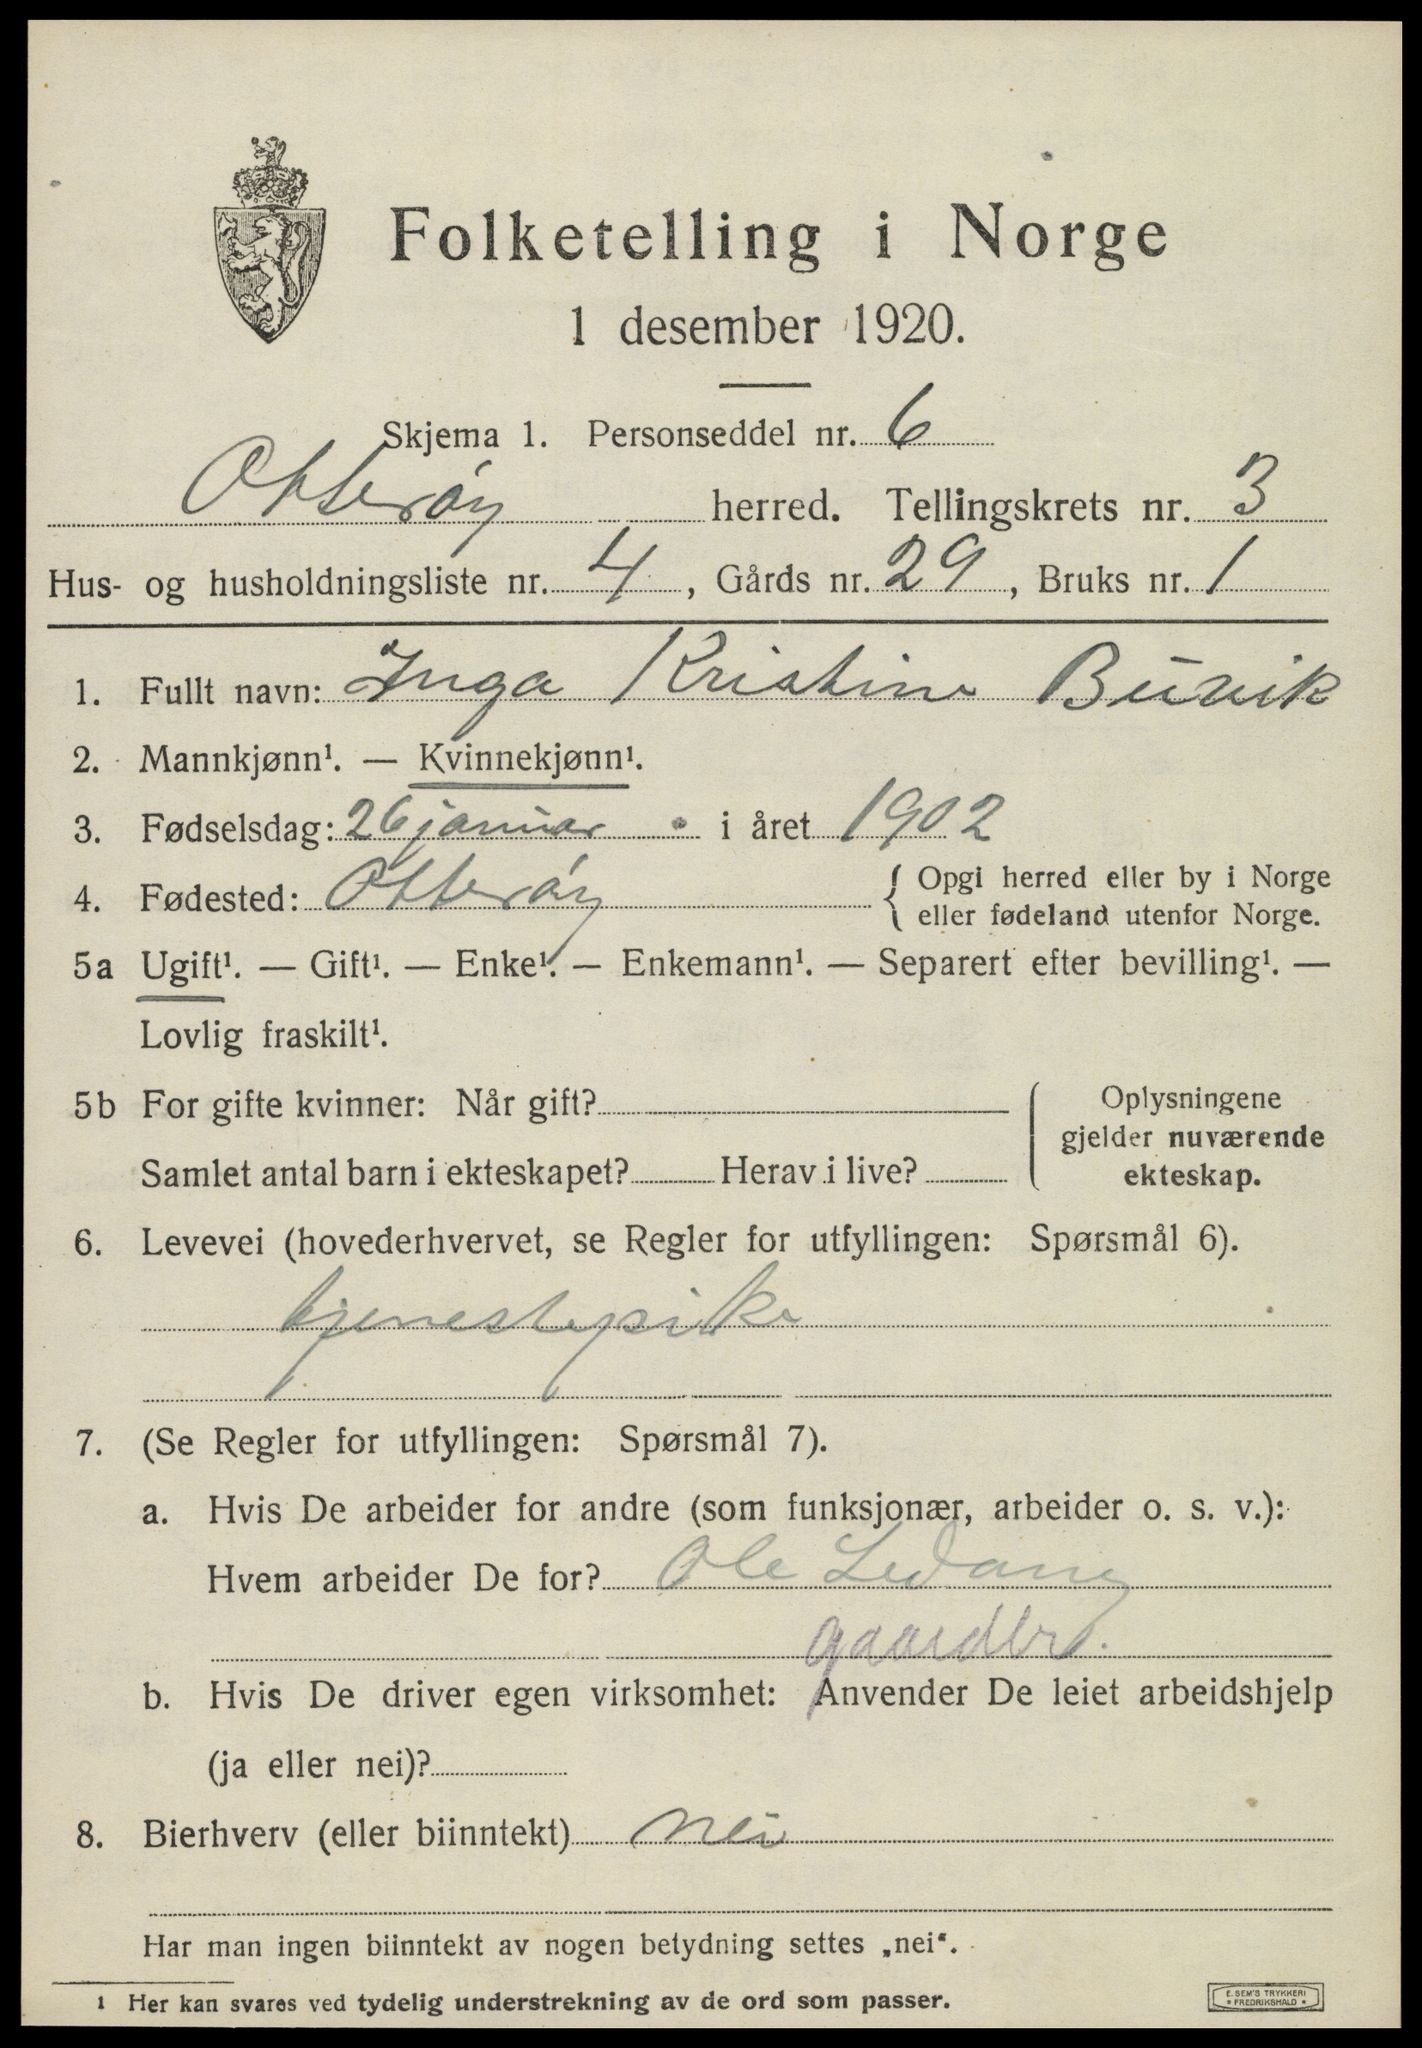 Folketelling i Norge
1 desember 1920.
Skjema 1. Personseddel nr. 6
Otterøy herred. Tellingskrets nr. 3
Hus- og husholdningsliste nr. 4, Gårds nr. 29, Bruks nr. 1
1. Fullt navn: Inga Kristine Buvik
2. Mannkjønn¹. — Kvinnekjønn¹.
3. Fødselsdag: 26 januar i året 1902
4. Fødested: Otterøy { Opgi herred eller by i Norge
eller fødeland utenfor Norge.
5a Ugift¹. — Gift¹. — Enke¹. — Enkemann¹. — Separert efter bevilling¹. —
Lovlig fraskilt¹.
5b For gifte kvinner: Når gift?
Samlet antal barn i ekteskapet? Herav i live?
Oplysningene
gjelder nuværende
ekteskap.
6. Levevei (hovederhvervet, se Regler for utfyllingen: Spørsmål 6).
tjenestepike
7. (Se Regler for utfyllingen: Spørsmål 7).
a. Hvis De arbeider for andre (som funksjonær, arbeider o. s. v.):
Hvem arbeider De for? Ole Ledang
gaardbr.
b. Hvis De driver egen virksomhet: Anvender De leiet arbeidshjelp
(ja eller nei)?
8. Bierhverv (eller biinntekt) nei
Har man ingen biinntekt av nogen betydning settes „nei“.
1 Her kan svares ved tydelig understrekning av de ord som passer.
E. SEM'S TRYKKERI
* FREDRIKSHALD *